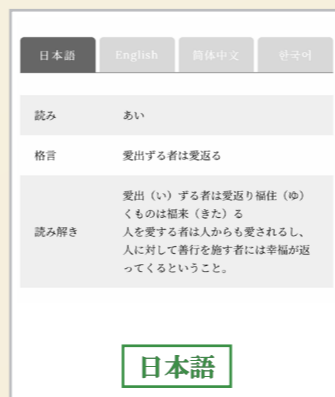 日本語 English 简体中文 한국어
読み あい
格言 愛出ずる者は愛返る
愛出（い）ずる者は愛返り福住（ゆ）
くものは福来（きた）る
読み解き 人を愛する者は人からも愛されるし、
人に対して善行を施す者には幸福が返
ってくるということ。
日本語